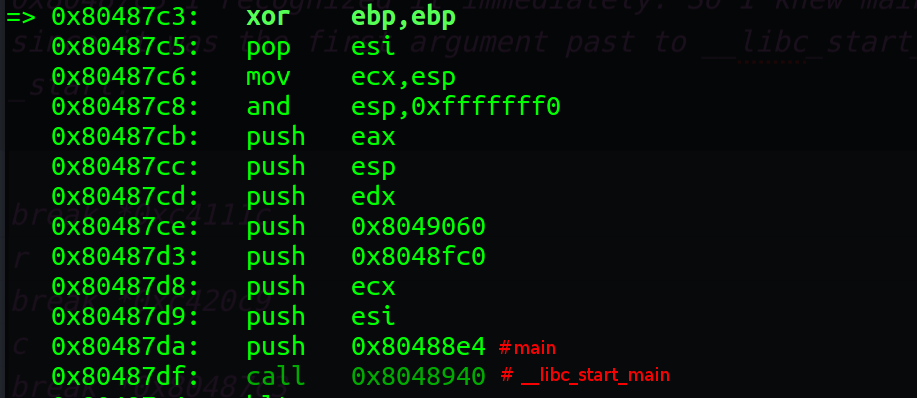 => 0x80487c3: xor ebp,ebp
0x80487c5: pop esi
0x80487c6: mov ecx,esp
0x80487c8: and esp,0xfffffff0
0x80487cb: push eax
0x80487cc: push esp
0x80487cd: push edx
0x80487ce: push 0x8049060
0x80487d3: push 0x8048fc0
0x80487d8: push ecx
0x80487d9: push esi
0x80487da: push 0x80488e4 #main
0x80487df: call 0x8048940 # __libc_start_main